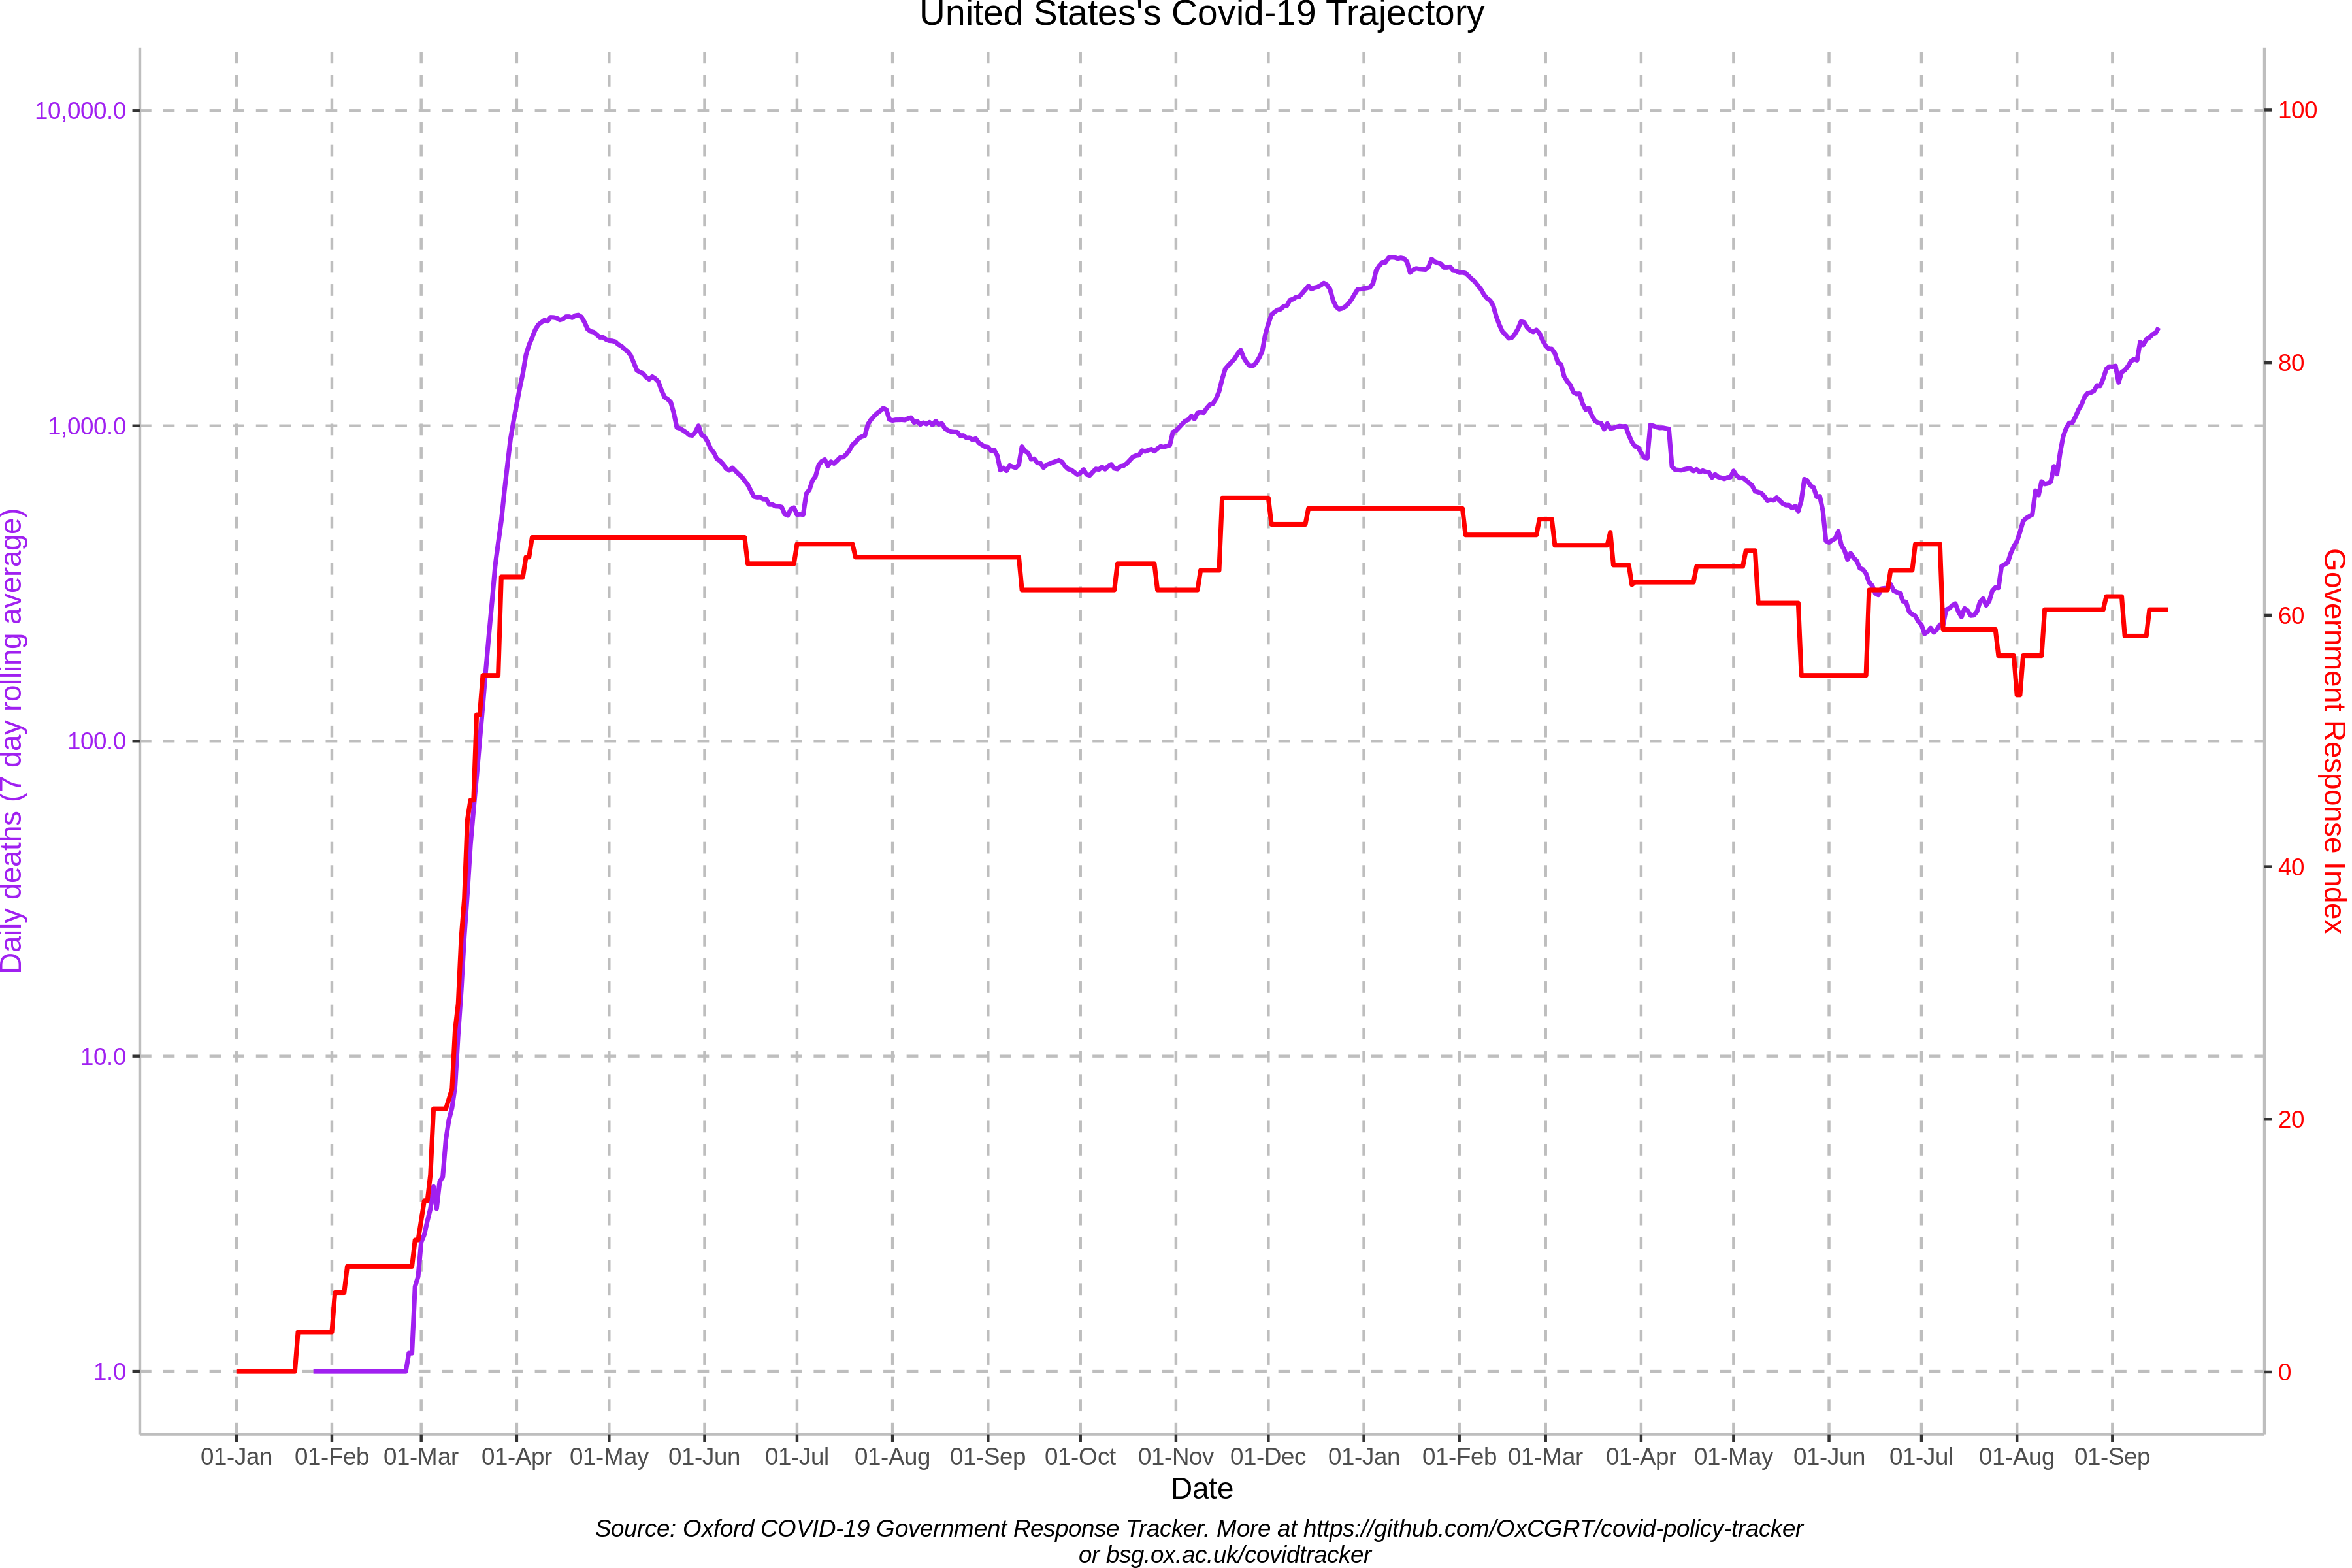 United States's Covid-19 Trajectory
10,000.0
1,000.0
100.0
10.0
1.0
Daily deaths (7 day rolling average)
100
80
60
40
20
0
Government Response Index
01-Jan 01-Feb 01-Mar 01-Apr 01-May 01-Jun 01-Jul 01-Aug 01-Sep 01-Oct 01-Nov 01-Dec 01-Jan 01-Feb 01-Mar 01-Apr 01-May 01-Jun 01-Jul 01-Aug 01-Sep
Date
Source: Oxford COVID-19 Government Response Tracker. More at https://github.com/OxCGRT/covid-policy-tracker
or bsg.ox.ac.uk/covidtracker